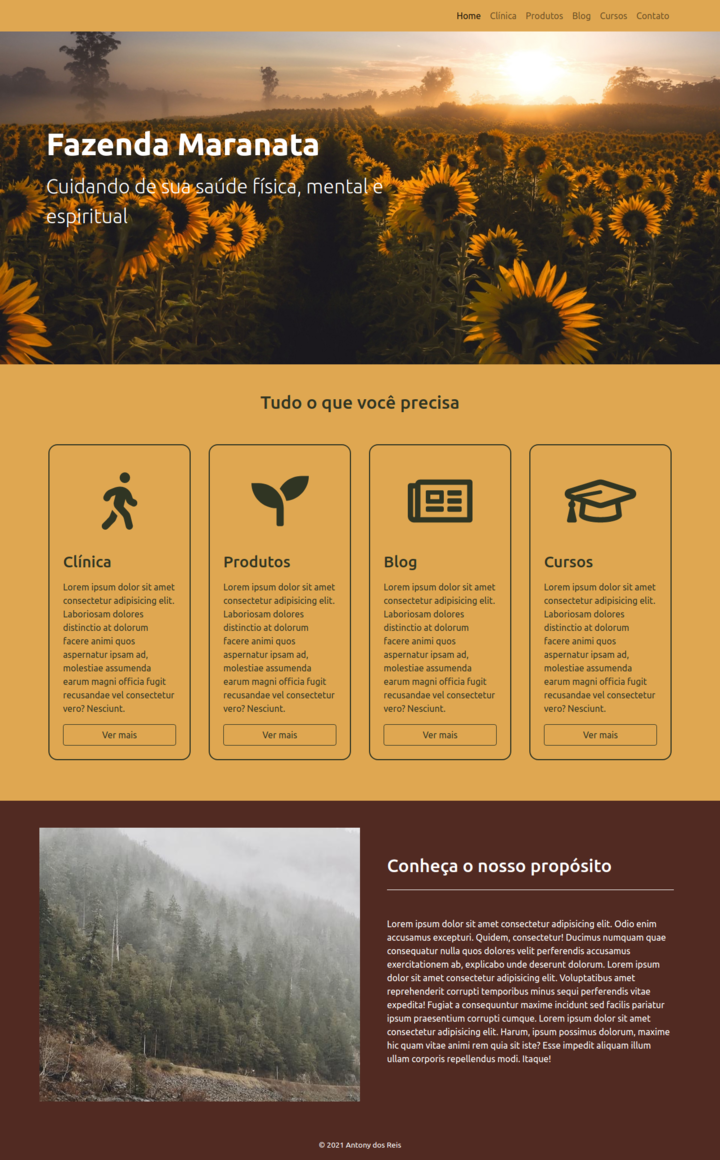 Home Clínica Produtos Blog Cursos Contato
Fazenda Maranata
Cuidando de sua saúde física, mental e
espiritual
Tudo o que você precisa
Clínica
Lorem ipsum dolor sit amet
consectetur adipisicing elit.
Laboriosam dolores
distinctio at dolorum
facere animi quos
aspernatur ipsam ad,
molestiae assumenda
earum magni officia fugit
recusandae vel consectetur
vero? Nesciunt.
Ver mais
Produtos
Lorem ipsum dolor sit amet
consectetur adipisicing elit.
Laboriosam dolores
distinctio at dolorum
facere animi quos
aspernatur ipsam ad,
molestiae assumenda
earum magni officia fugit
recusandae vel consectetur
vero? Nesciunt.
Ver mais
Blog
Lorem ipsum dolor sit amet
consectetur adipisicing elit.
Laboriosam dolores
distinctio at dolorum
facere animi quos
aspernatur ipsam ad,
molestiae assumenda
earum magni officia fugit
recusandae vel consectetur
vero? Nesciunt.
Ver mais
Cursos
Lorem ipsum dolor sit amet
consectetur adipisicing elit.
Laboriosam dolores
distinctio at dolorum
facere animi quos
aspernatur ipsam ad,
molestiae assumenda
earum magni officia fugit
recusandae vel consectetur
vero? Nesciunt.
Ver mais
Conheça o nosso propósito
Lorem ipsum dolor sit amet consectetur adipisicing elit. Odio enim
accusamus excepturi. Quidem, consectetur! Ducimus numquam quae
consequatur nulla quos dolores velit perferendis accusamus
exercitationem ab, explicabo unde deserunt dolorum. Lorem ipsum
dolor sit amet consectetur adipisicing elit. Voluptatibus amet
reprehenderit corrupti temporibus minus sequi perferendis vitae
expedita! Fugiat a consequuntur maxime incidunt sed facilis pariatur
ipsum praesentium corrupti cumque. Lorem ipsum dolor sit amet
consectetur adipisicing elit. Harum, ipsum possimus dolorum, maxime
hic quam vitae animi rem quia sit iste? Esse impedit aliquam illum
ullam corporis repellendus modi. Itaque!
© 2021 Antony dos Reis